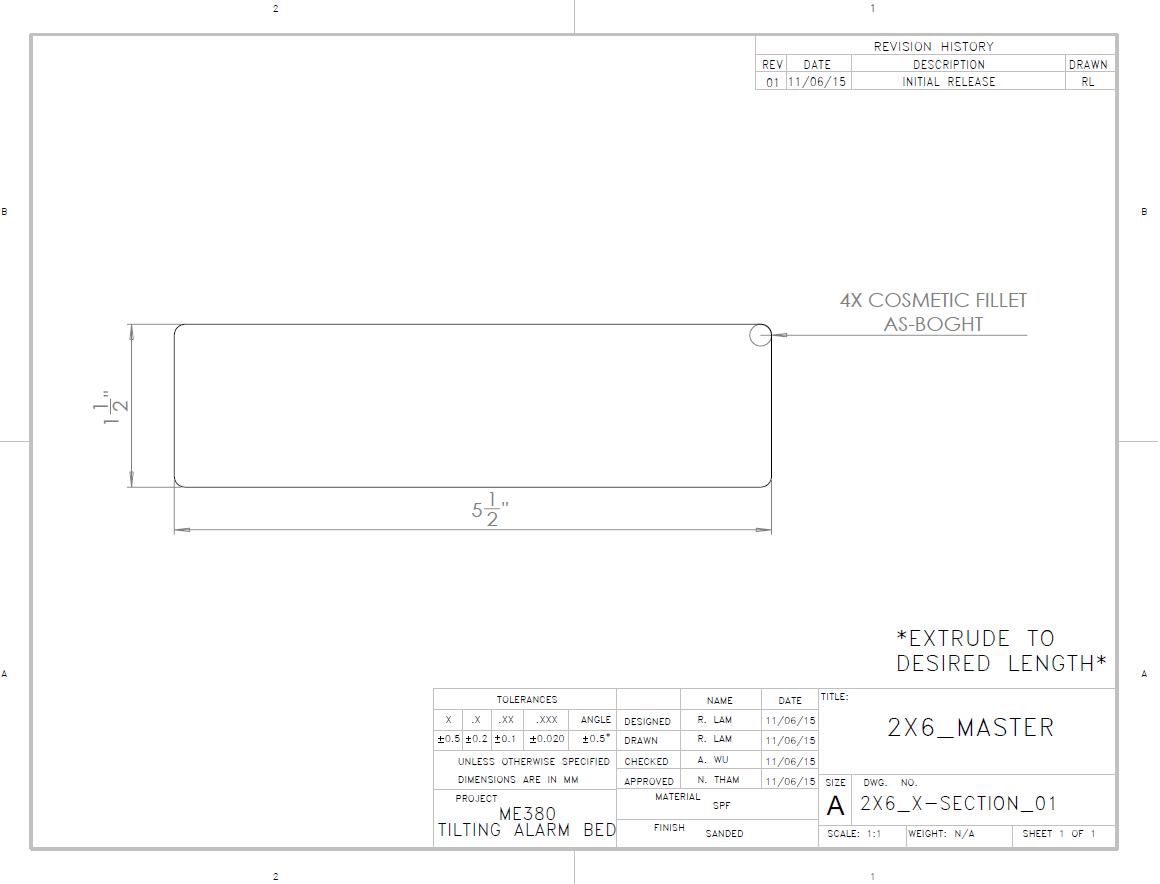 2 1
REVISION HISTORY
REV DATE DESCRIPTION DRAWN
01 11/06/15 INITIAL RELEASE RL
B B
4X COSMETIC FILLET
AS-BOGHT
1 1/2"
5 1/2"
*EXTRUDE TO
DESIRED LENGTH*
A A
TOLERANCES
X .X .XX .XXX ANGLE
±0.5 ±0.2 ±0.1 ±0.020 ±0.5°
UNLESS OTHERWISE SPECIFIED
DIMENSIONS ARE IN MM
PROJECT
ME380
TILTING ALARM BED
NAME DATE
DESIGNED R. LAM 11/06/15
DRAWN R. LAM 11/06/15
CHECKED A. WU 11/06/15
APPROVED N. THAM 11/06/15
MATERIAL
SPF
FINISH
SANDED
TITLE:
2X6_MASTER
SIZE DWG. NO.
A 2X6_X-SECTION_01
SCALE: 1:1 WEIGHT: N/A SHEET 1 OF 1
2 1